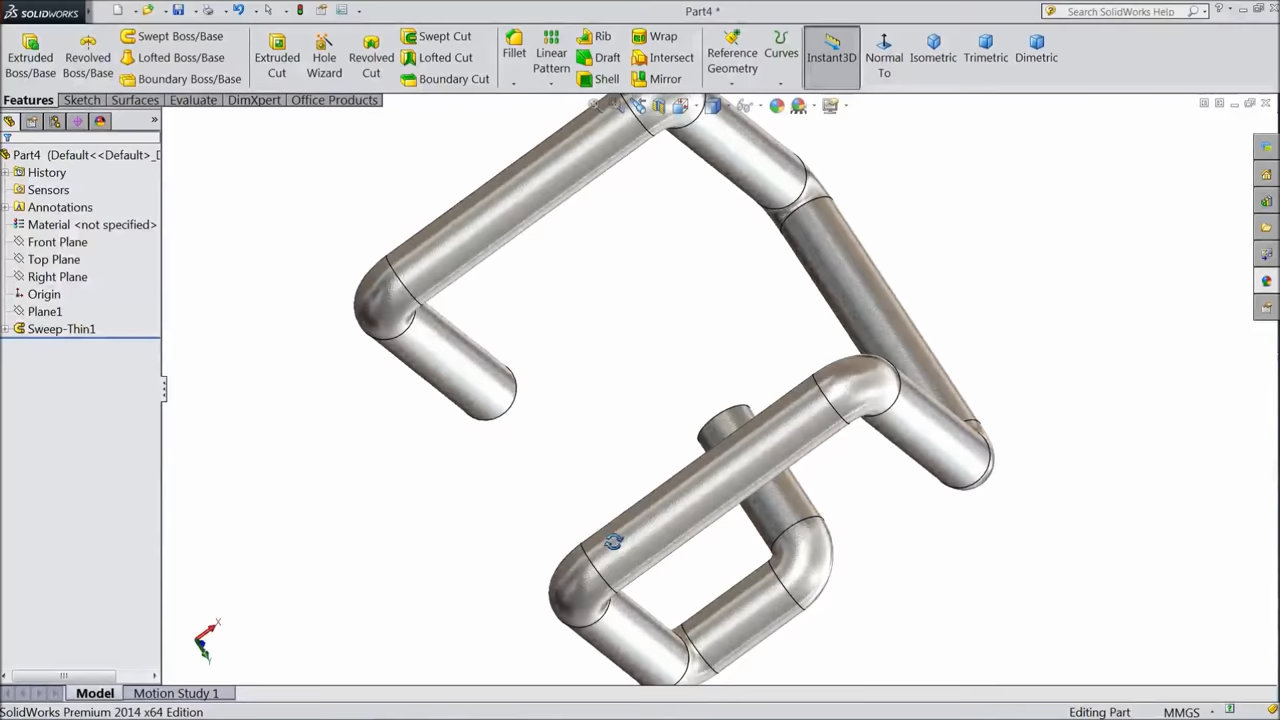 SOLIDWORKS
Part4 *
Search SolidWorks Help
Extruded Boss/Base
Revolved Boss/Base
Swept Boss/Base
Lofted Boss/Base
Boundary Boss/Base
Extruded Cut
Hole Wizard
Revolved Cut
Swept Cut
Lofted Cut
Boundary Cut
Fillet
Linear Pattern
Rib
Draft
Shell
Wrap
Intersect
Mirror
Reference Geometry
Curves
Instant3D
Normal To
Isometric
Trimetric
Dimetric
Features
Sketch
Surfaces
Evaluate
DimXpert
Office Products
Part4 (Default<<Default>_D
History
Sensors
Annotations
Material <not specified>
Front Plane
Top Plane
Right Plane
Origin
Plane1
Sweep-Thin1
X
Y
Model
Motion Study 1
SolidWorks Premium 2014 x64 Edition
Editing Part
MMGS